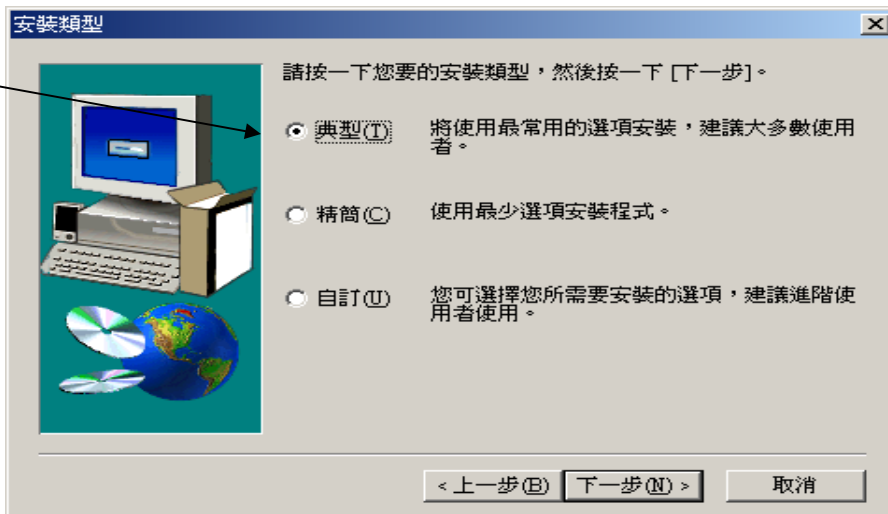 安裝類型
請按一下您要的安裝類型，然後按一下 [下一步]。
典型(T) 將使用最常用的選項安裝，建議大多數使用
者。
精簡(C) 使用最少選項安裝程式。
自訂(U) 您可選擇您所需要安裝的選項，建議進階使
用者使用。
< 上一步(B) 下一步(N) > 取消